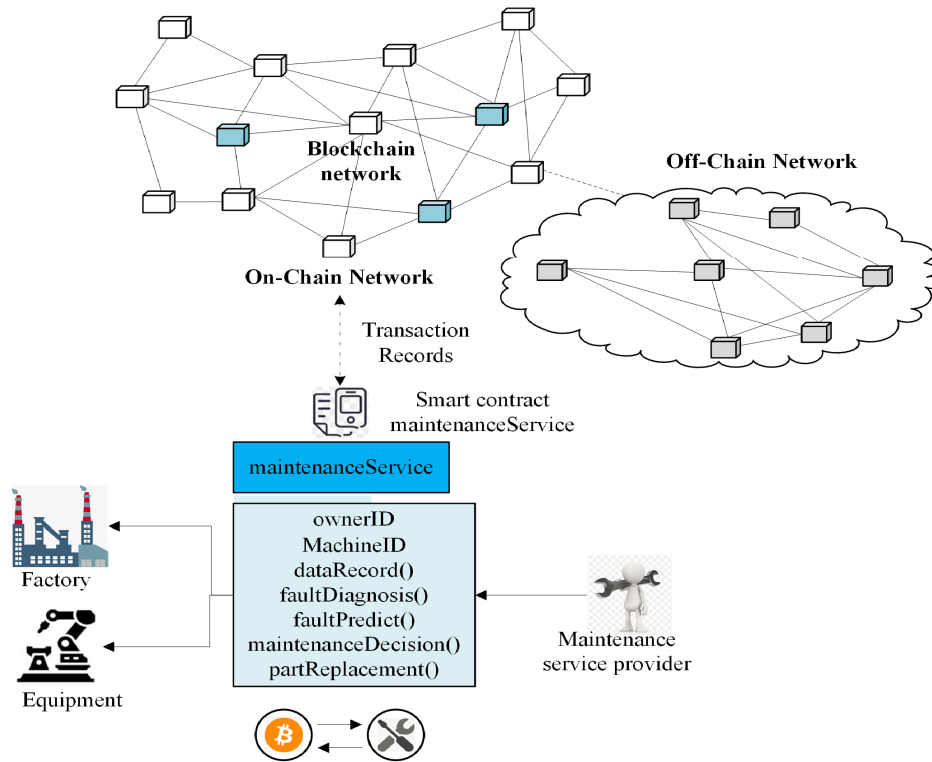 Blockchain
network
Off-Chain Network
On-Chain Network
Transaction
Records
Smart contract
maintenanceService
maintenanceService
ownerID
MachineID
dataRecord()
faultDiagnosis()
faultPredict()
maintenanceDecision()
partReplacement()
Factory
Equipment
Maintenance
service provider